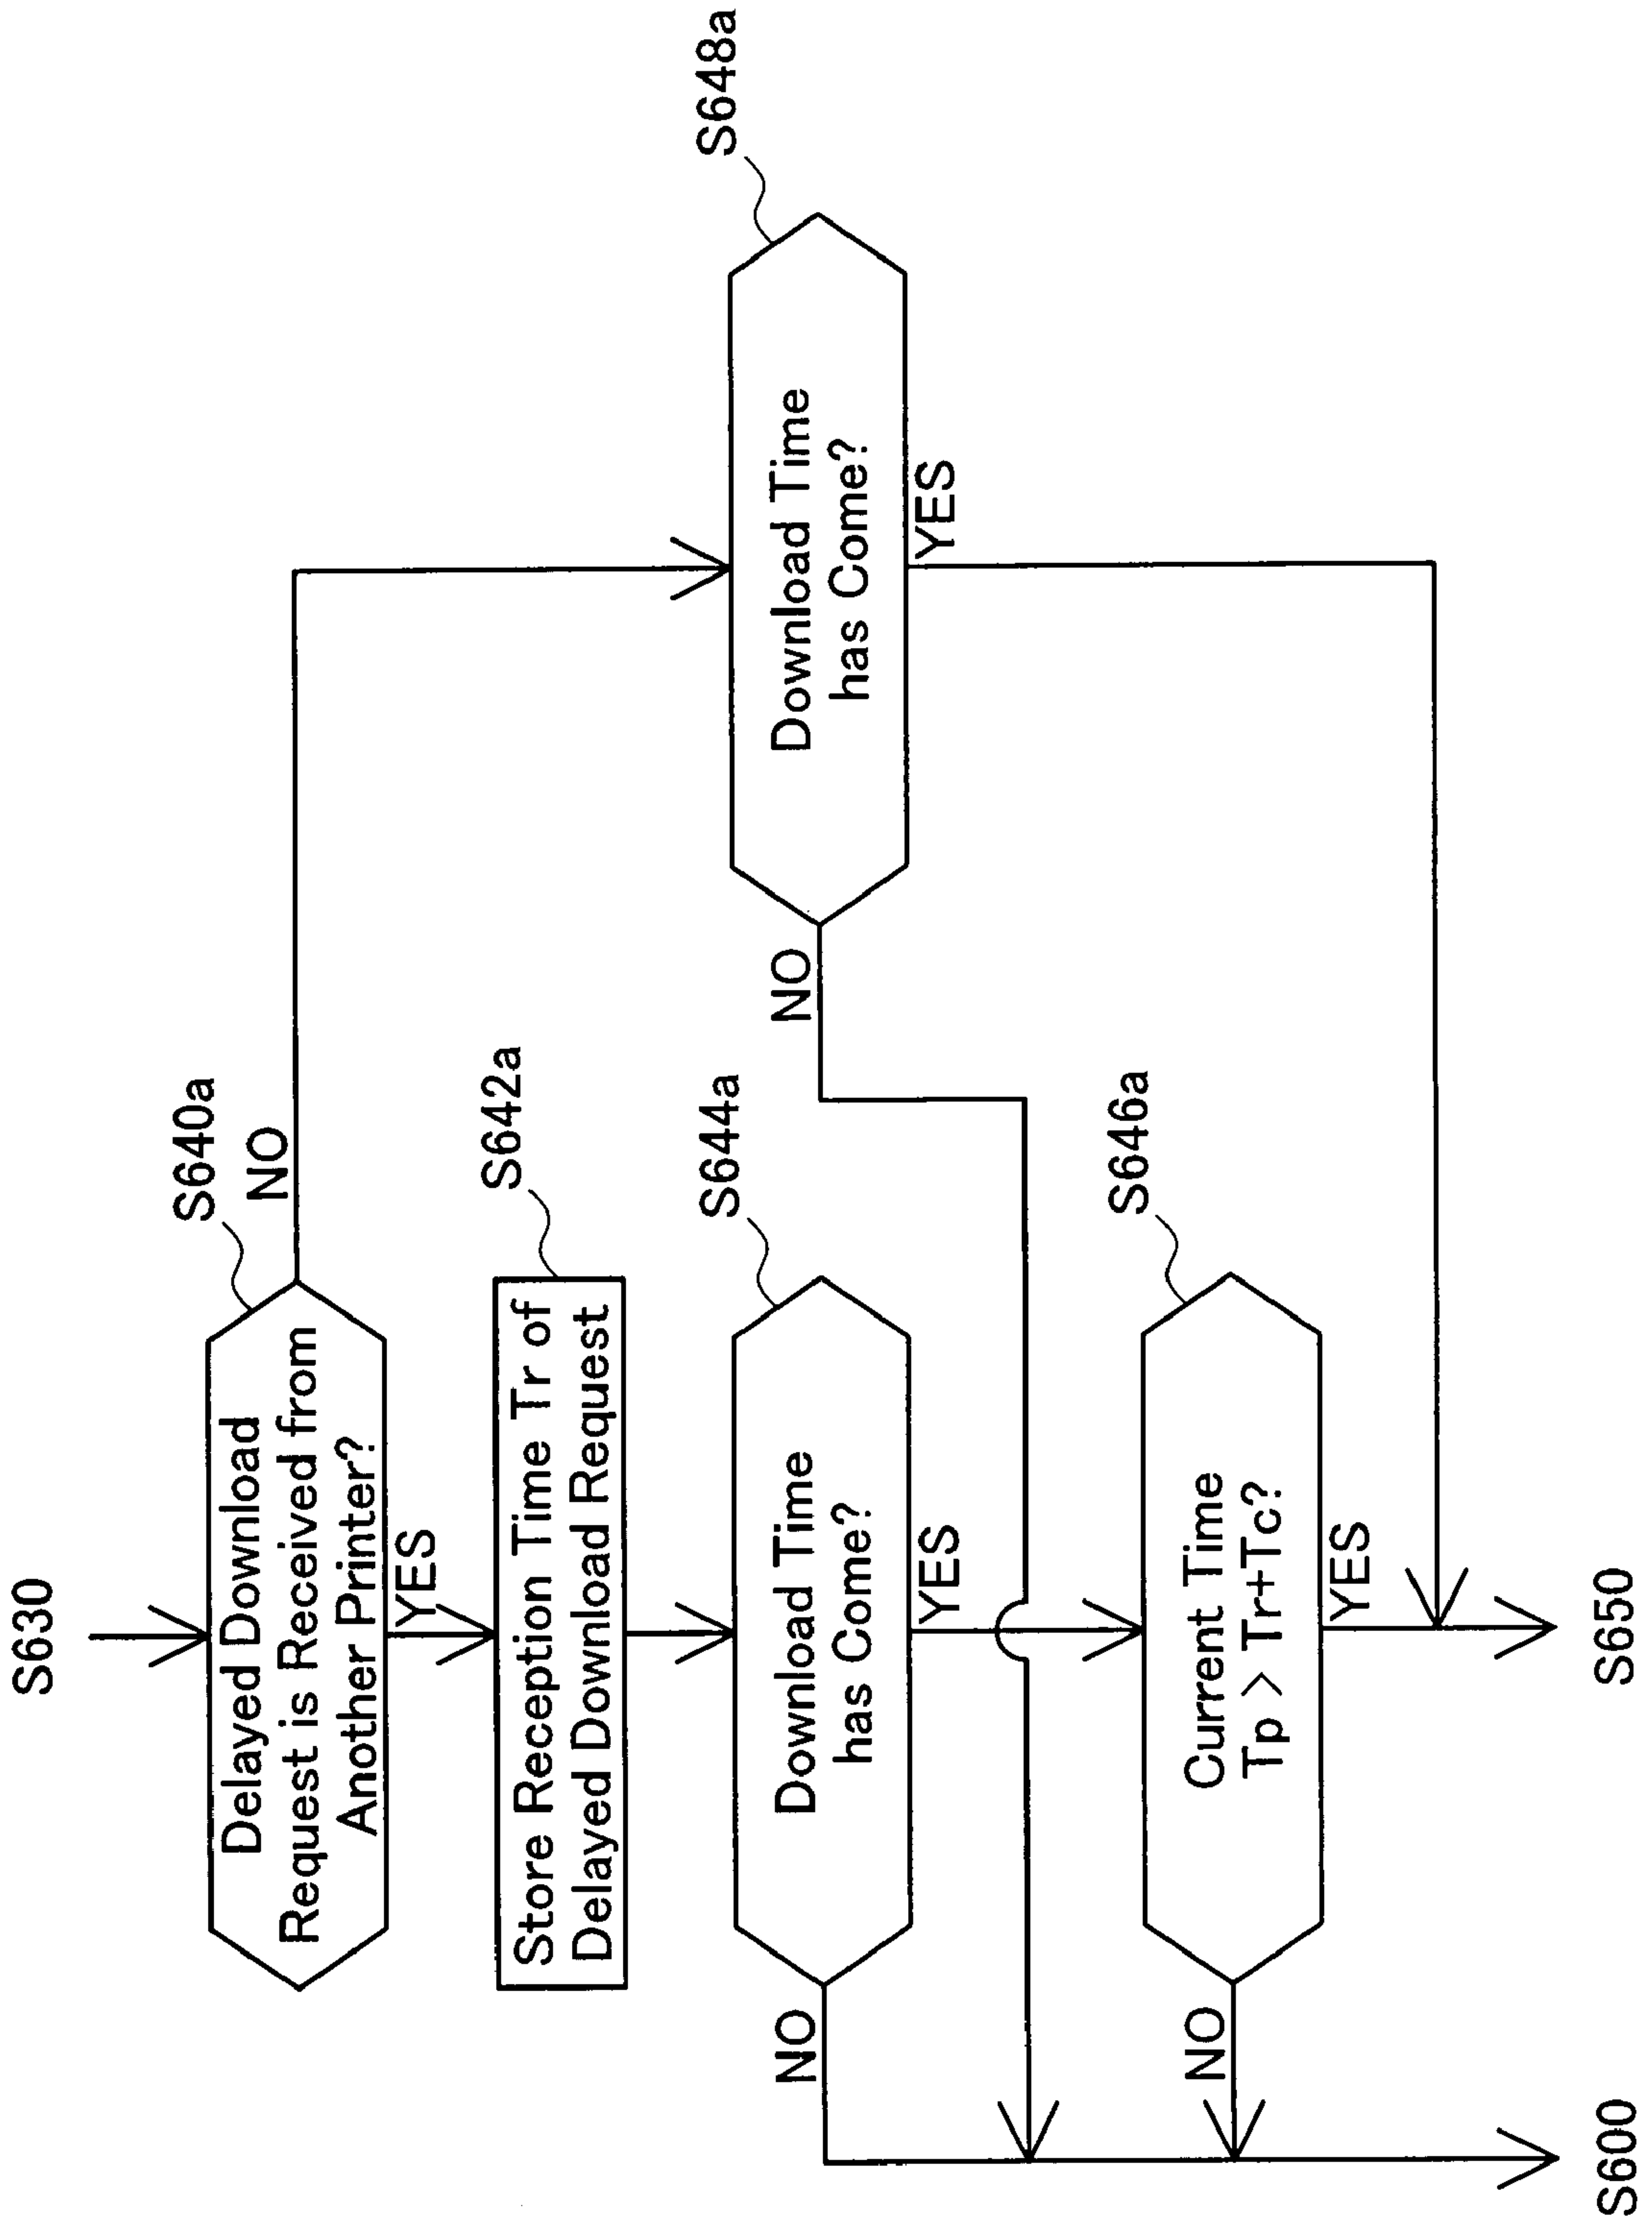 S630
S640a
Delayed Download
Request is Received from
Another Printer?
NO
YES
S642a
Store Reception Time Tr of
Delayed Download Request
S644a
Download Time
has Come?
NO
YES
S648a
Download Time
has Come?
NO
YES
S646a
Current Time
Tp > Tr+Tc?
NO
YES
S600
S650